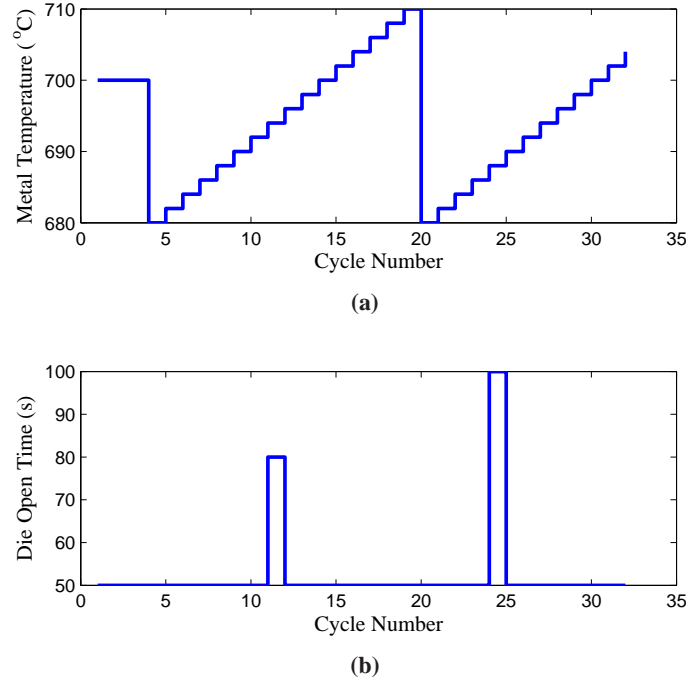 710
700
690
680
Metal Temperature ( °C)
0 5 10 15 20 25 30 35
Cycle Number
(a)
100
90
80
70
60
50
Die Open Time (s)
0 5 10 15 20 25 30 35
Cycle Number
(b)